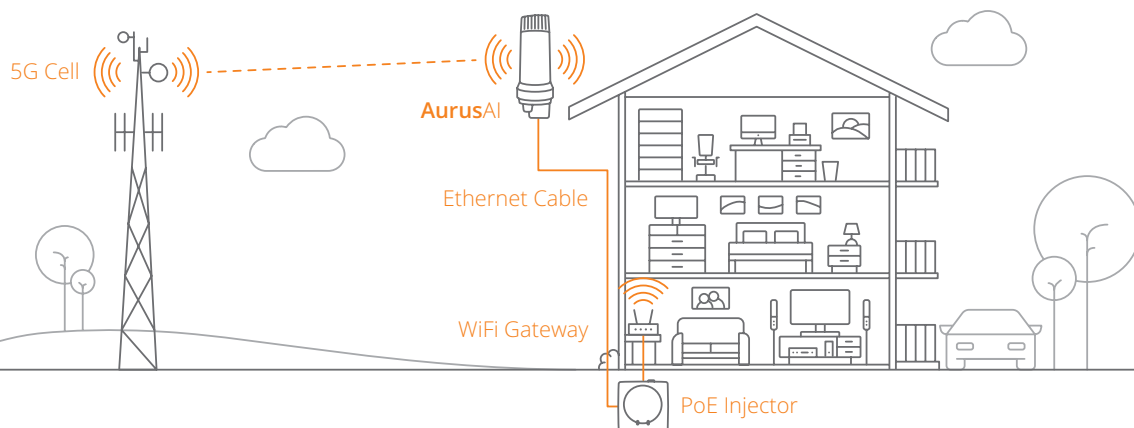 5G Cell
AurusAI
Ethernet Cable
WiFi Gateway
PoE Injector